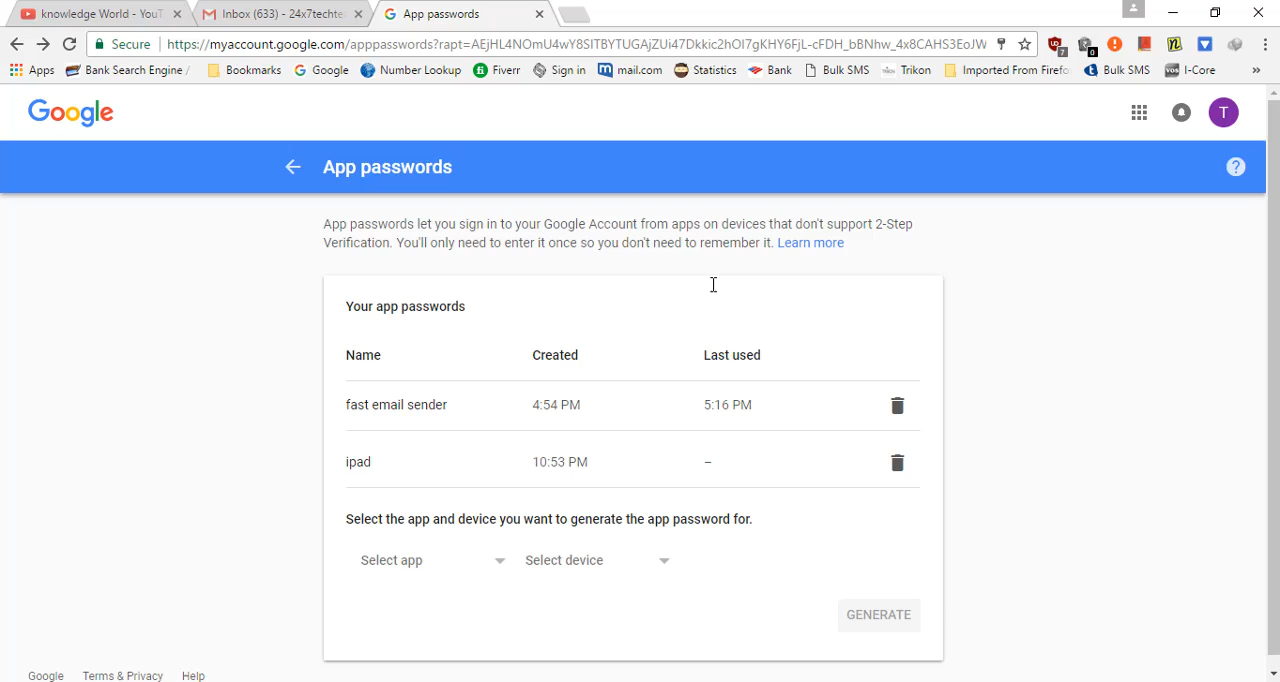 knowledge World - YouT
Inbox (633) - 24x7techte
App passwords
Secure
https://myaccount.google.com/apppasswords?rapt=AEjHL4NOmU4wY8SITBYTUGAjZUi47Dkkic2hOI7gKHY6FjL-cFDH_bBNhw_4x8CAHS3EoJW
Apps
Bank Search Engine /
Bookmarks
Google
Number Lookup
Fiverr
Sign in
mail.com
Statistics
Bank
Bulk SMS
Trikon
Imported From Firefo
Bulk SMS
I-Core
»
Google
T
App passwords
App passwords let you sign in to your Google Account from apps on devices that don't support 2-Step
Verification. You'll only need to enter it once so you don't need to remember it. Learn more
Your app passwords
Name Created Last used
fast email sender 4:54 PM 5:16 PM
ipad 10:53 PM –
Select the app and device you want to generate the app password for.
Select app Select device
GENERATE
Google Terms & Privacy Help